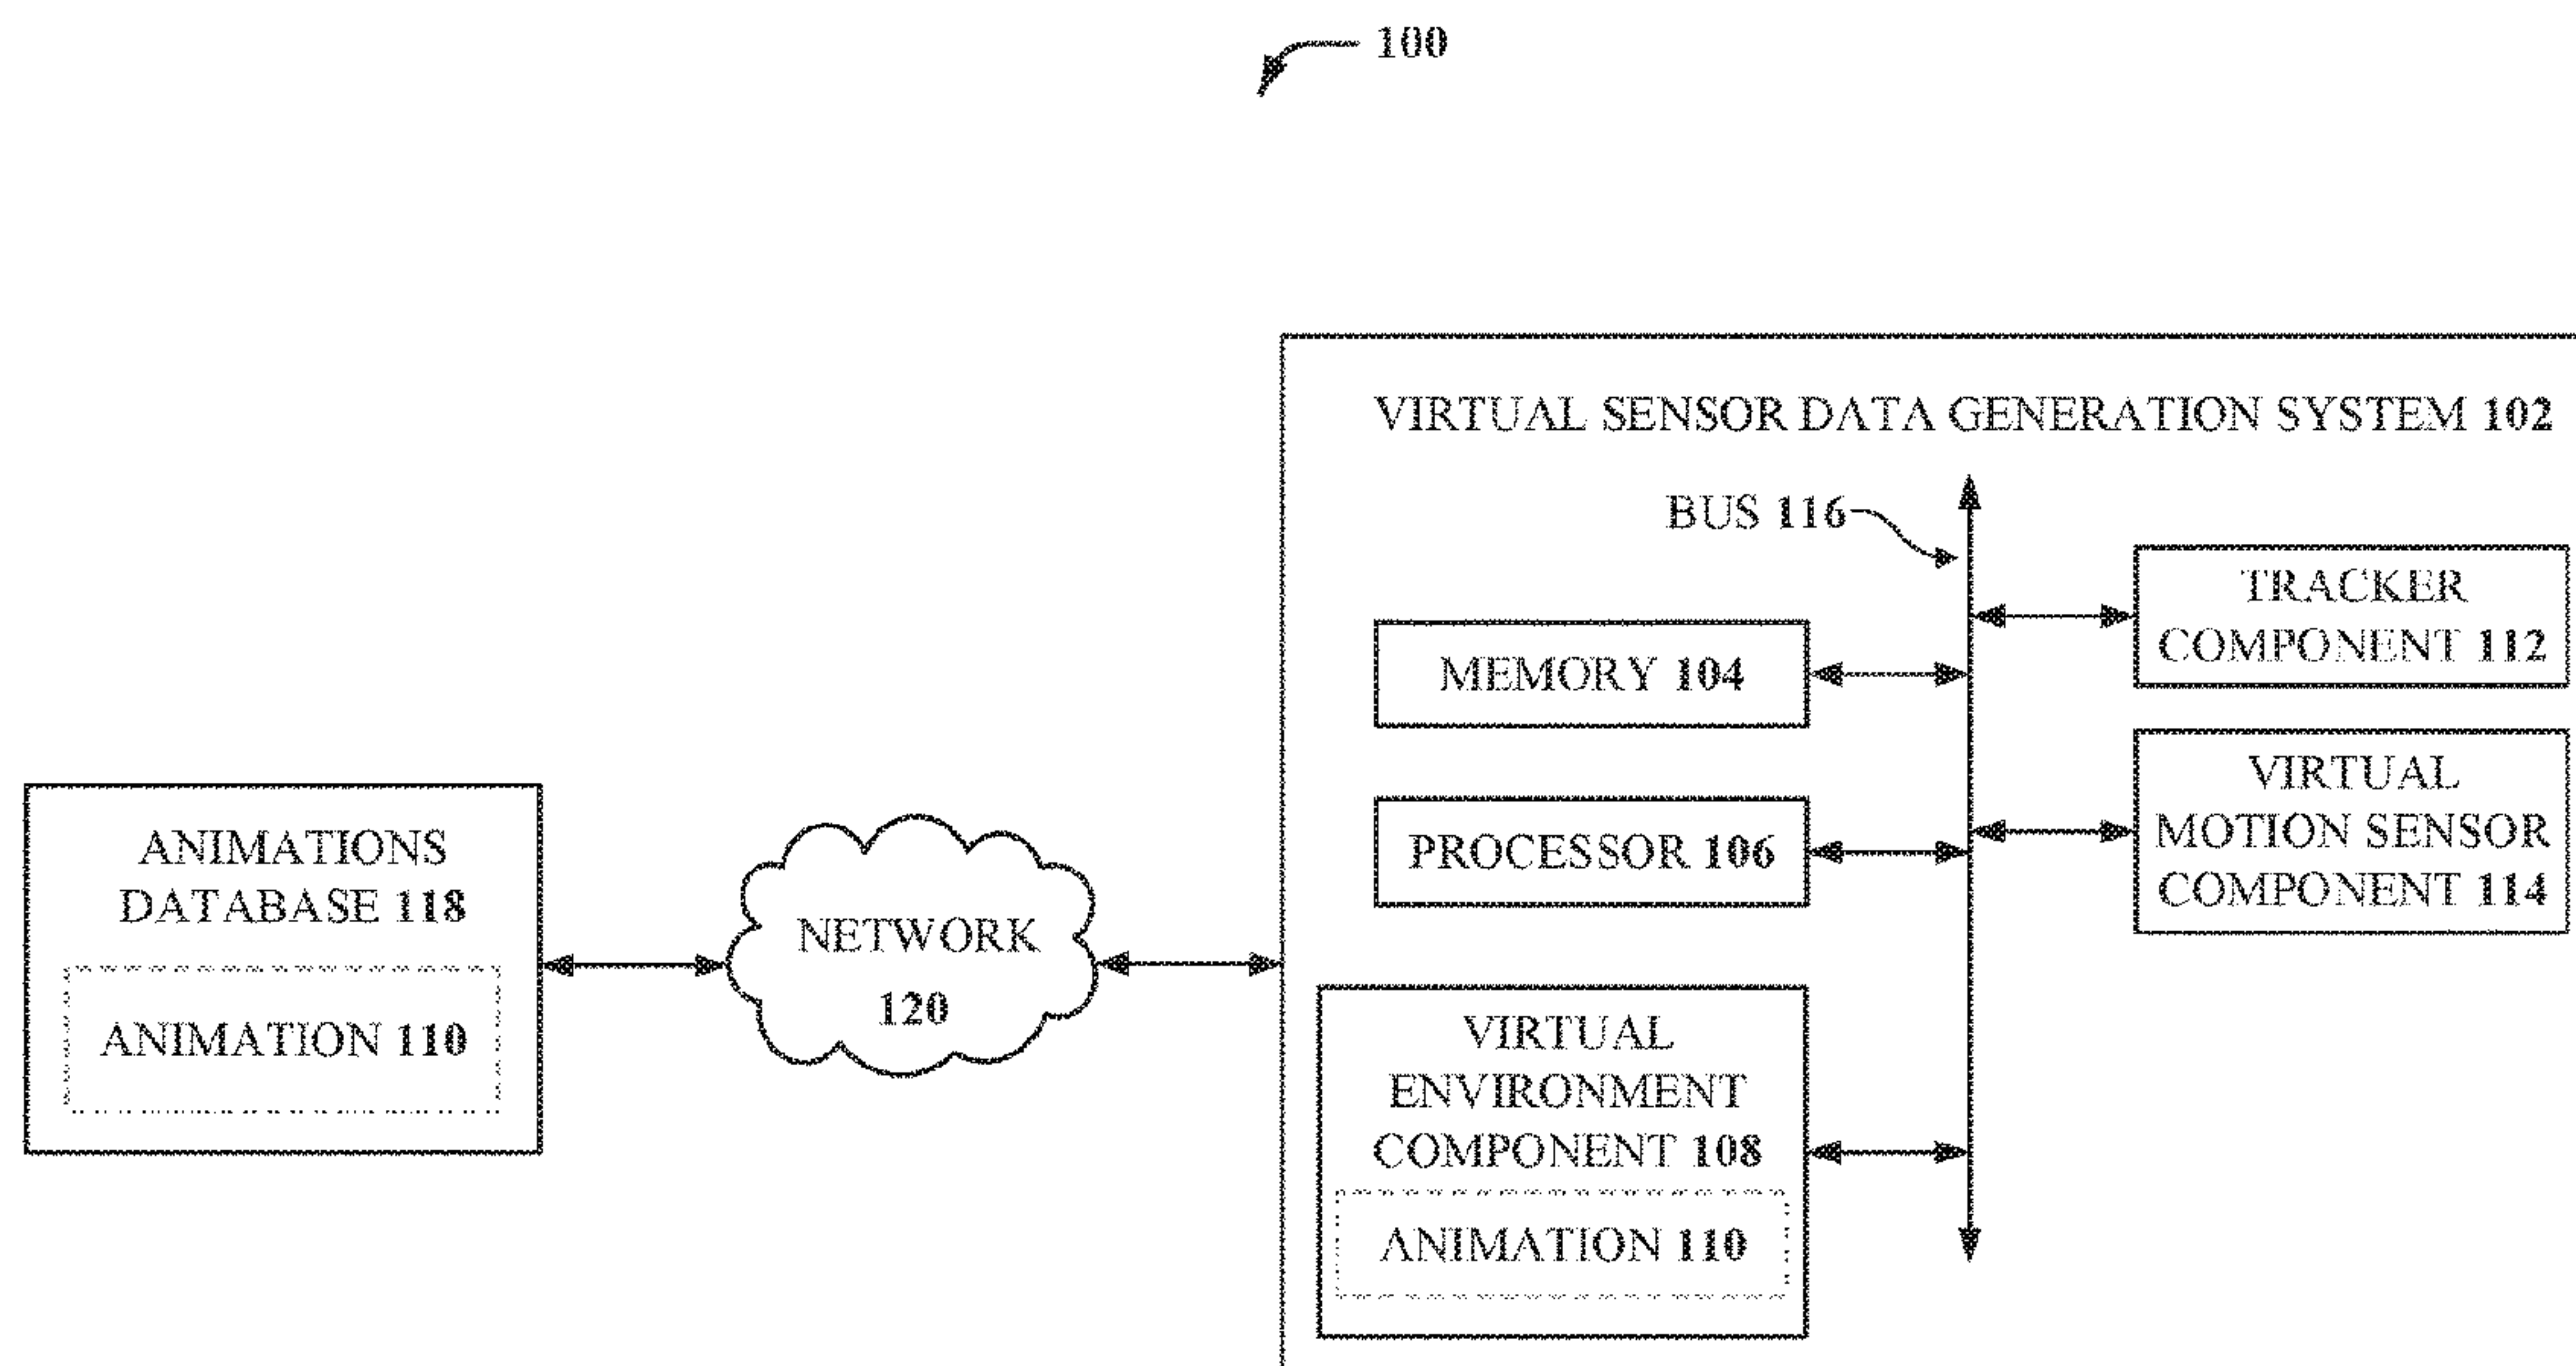 100
VIRTUAL SENSOR DATA GENERATION SYSTEM 102
BUS 116
TRACKER
COMPONENT 112
MEMORY 104
VIRTUAL
MOTION SENSOR
COMPONENT 114
PROCESSOR 106
ANIMATIONS
DATABASE 118
ANIMATION 110
NETWORK
120
VIRTUAL
ENVIRONMENT
COMPONENT 108
ANIMATION 110